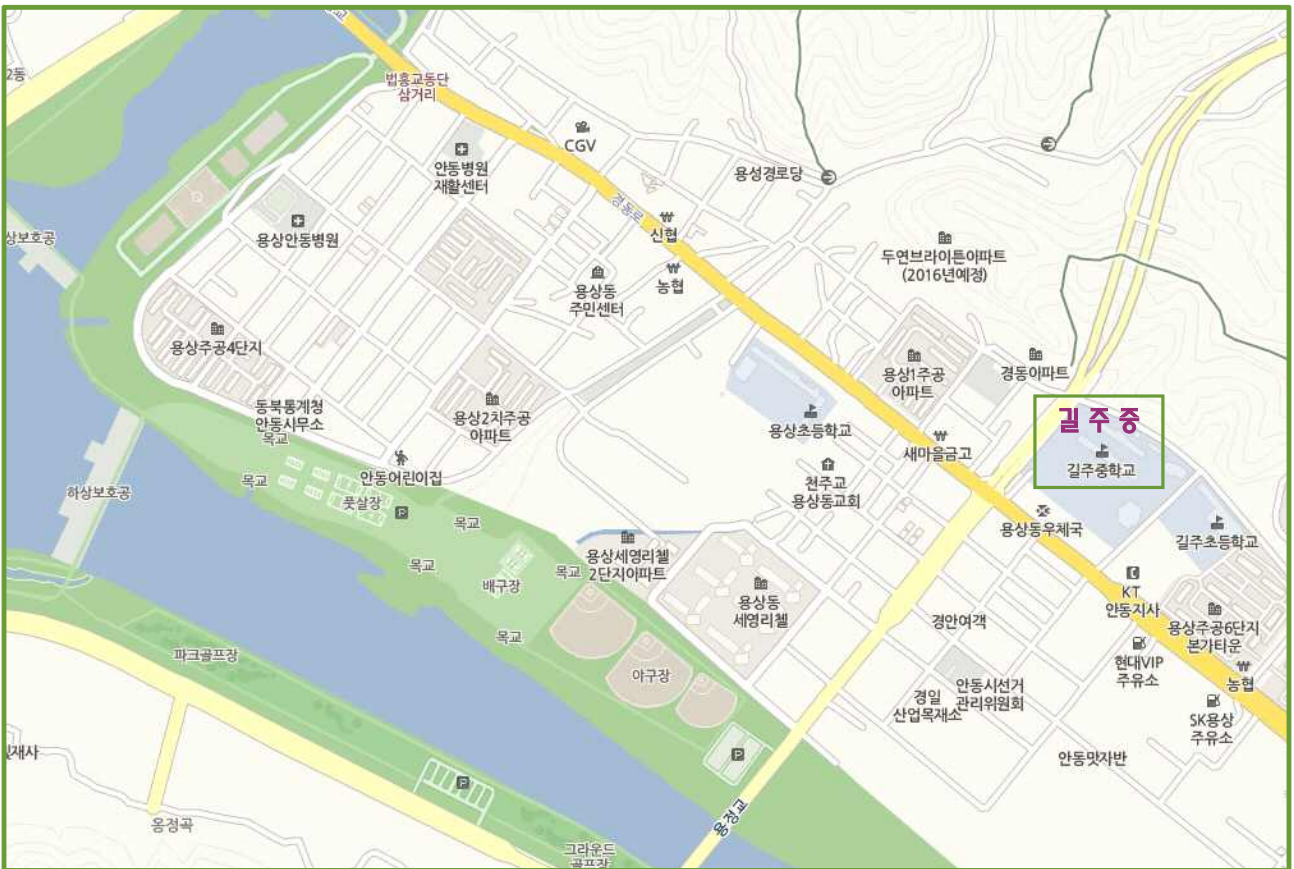 2동
법흥교동단
삼거리
CGV
안동병원
재활센터
용성경로당
경동로
신협
상보호공
용상안동병원
농협
용상동
주민센터
두연브라이튼아파트
(2016년예정)
용상주공4단지
용상1주공
아파트
경동아파트
동북통계청
안동사무소
목교
용상2치주공
아파트
용상초등학교
새마을금고
길주중
길주중학교
안동어린이집
목교
풋살장
천주교
용상동교회
하상보호공
목교
용상동우체국
길주초등학교
목교
배구장
목교
용상세영리첼
2단지아파트
용상동
세영리첼
KT
안동지사
용상주공6단지
본가타운
경안여객
목교
현대VIP
주유소
농협
파크골프장
야구장
경일
산업목재소
안동시선거
관리위원회
SK용상
주유소
재사
안동맛자반
용정교
옹정곡
그라운드
골프장